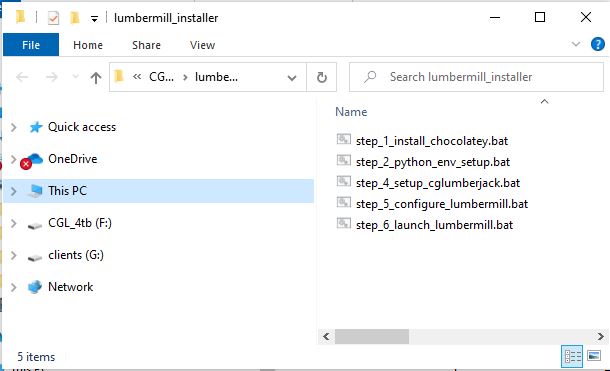 lumbermill_installer
File Home Share View
CG... lumbe... Search lumbermill_installer
Name
Quick access
OneDrive
This PC
CGL_4tb (F:)
clients (G:)
Network
step_1_install_chocolatey.bat
step_2_python_env_setup.bat
step_4_setup_cglumberjack.bat
step_5_configure_lumbermill.bat
step_6_launch_lumbermill.bat
5 items